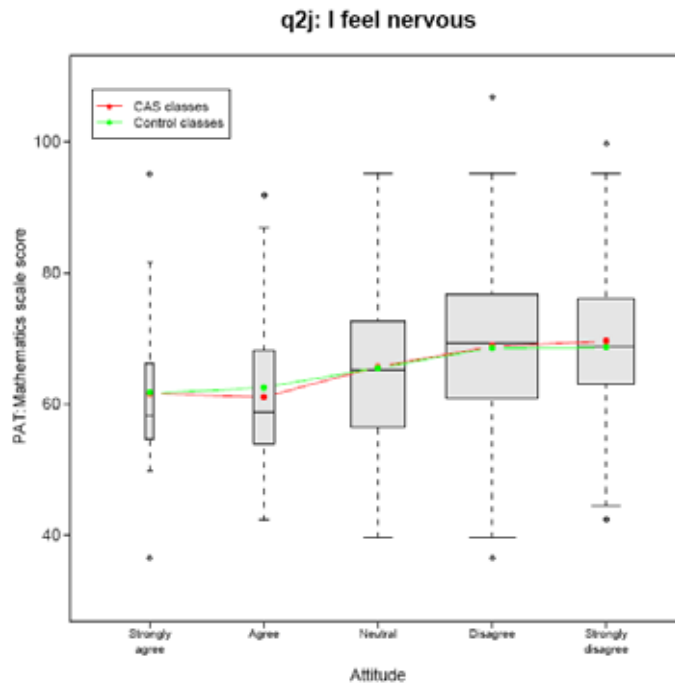 q2j: I feel nervous
CAS classes
Control classes
PAT:Mathematics scale score
100
80
60
40
Strongly
agree
Agree
Neutral
Disagree
Strongly
disagree
Attitude